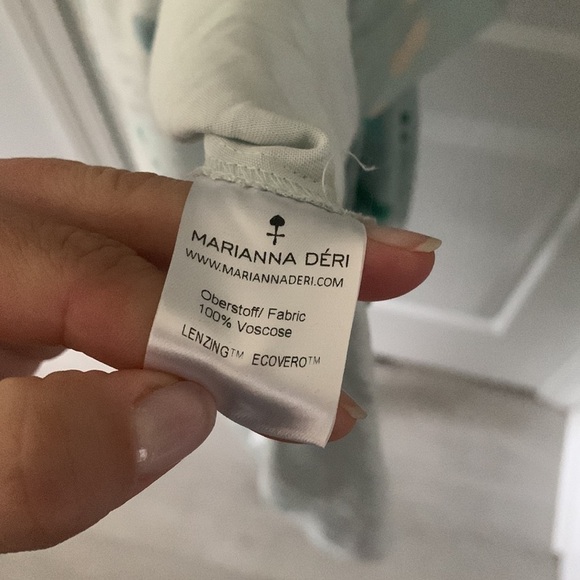 MARIANNA DÉRI
WWW.MARIANNADERI.COM
Oberstoff/ Fabric
100% Voscose
LENZING™ ECOVERO™